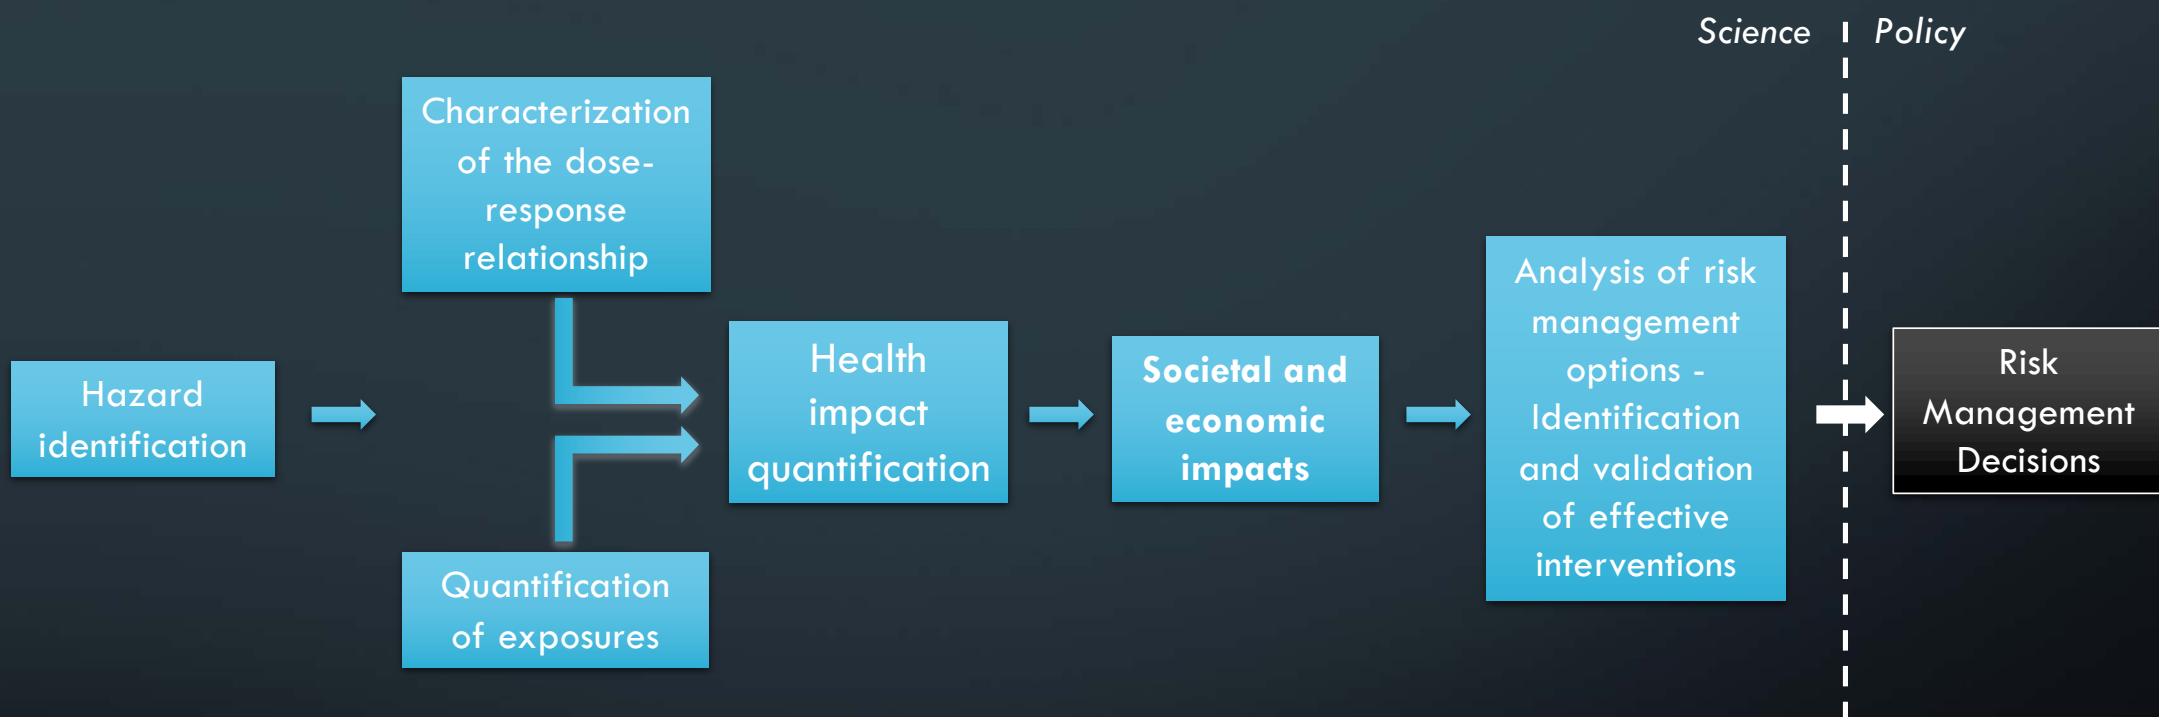 Science
Policy
Characterization
of the dose-
response
relationship
Hazard
identification
Quantification
of exposures
Health
impact
quantification
Societal and
economic
impacts
Analysis of risk
management
options -
Identification
and validation
of effective
interventions
Risk
Management
Decisions